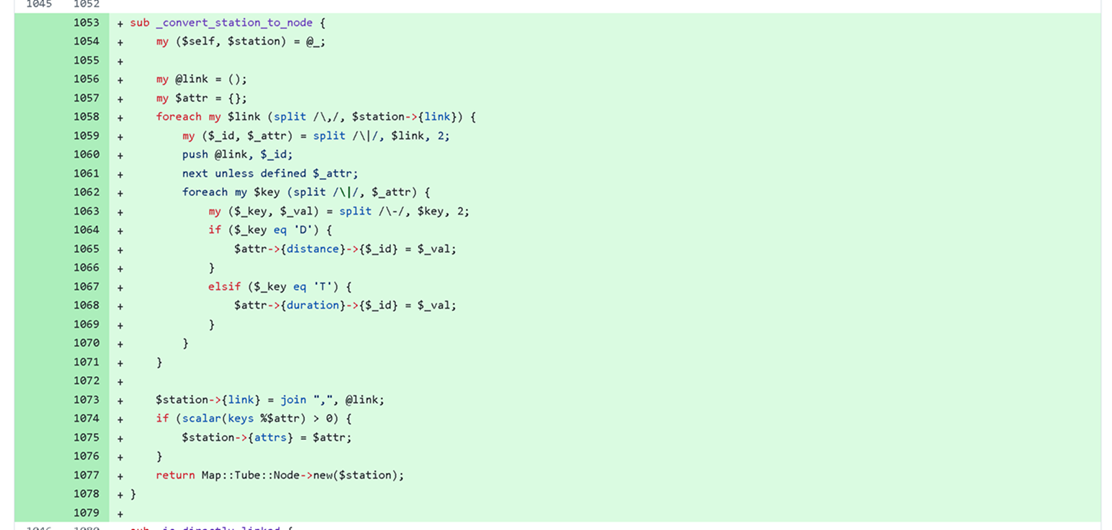 1045 1052
1053 + sub _convert_station_to_node {
1054 +     my ($self, $station) = @_;
1055 +
1056 +     my @link = ();
1057 +     my $attr = {};
1058 +     foreach my $link (split /\,/, $station->{link}) {
1059 +         my ($_id, $_attr) = split /\|/, $link, 2;
1060 +         push @link, $_id;
1061 +         next unless defined $_attr;
1062 +         foreach my $key (split /\|/, $_attr) {
1063 +             my ($_key, $_val) = split /\-/, $key, 2;
1064 +             if ($_key eq 'D') {
1065 +                 $attr->{distance}->{$_id} = $_val;
1066 +             }
1067 +             elsif ($_key eq 'T') {
1068 +                 $attr->{duration}->{$_id} = $_val;
1069 +             }
1070 +         }
1071 +     }
1072 +
1073 +     $station->{link} = join ",", @link;
1074 +     if (scalar(keys %$attr) > 0) {
1075 +         $station->{attrs} = $attr;
1076 +     }
1077 +     return Map::Tube::Node->new($station);
1078 + }
1079 +
1046 1080 sub _is_directly_linked {